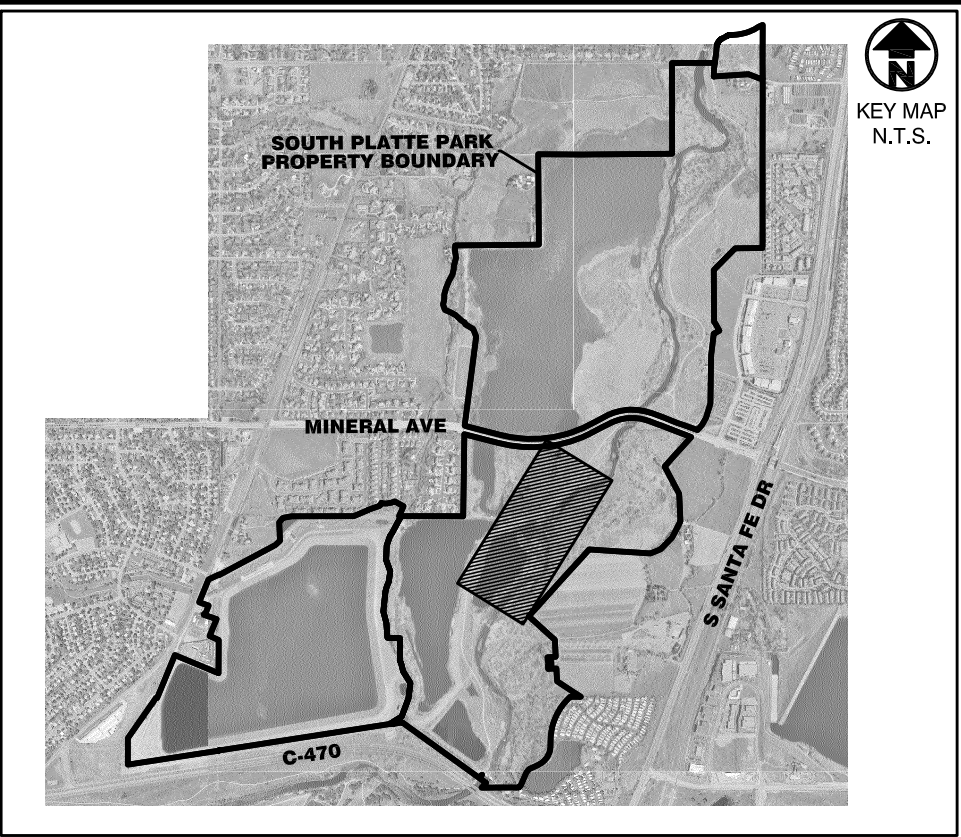 N
KEY MAP
N.T.S.
SOUTH PLATTE PARK
PROPERTY BOUNDARY
MINERAL AVE
S SANTA FE DR
C-470